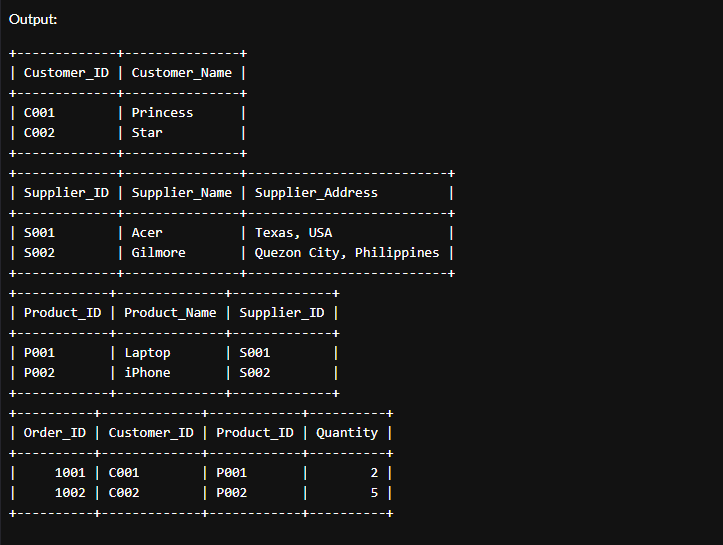 Output:
+-------------+---------------+
| Customer_ID | Customer_Name |
+-------------+---------------+
| C001        | Princess      |
| C002        | Star          |
+-------------+---------------+
+-------------+---------------+--------------------------+
| Supplier_ID | Supplier_Name | Supplier_Address         |
+-------------+---------------+--------------------------+
| S001        | Acer          | Texas, USA               |
| S002        | Gilmore       | Quezon City, Philippines |
+-------------+---------------+--------------------------+
+------------+--------------+-------------+
| Product_ID | Product_Name | Supplier_ID |
+------------+--------------+-------------+
| P001       | Laptop       | S001        |
| P002       | iPhone       | S002        |
+------------+--------------+-------------+
+----------+-------------+------------+----------+
| Order_ID | Customer_ID | Product_ID | Quantity |
+----------+-------------+------------+----------+
|     1001 | C001        | P001       |        2 |
|     1002 | C002        | P002       |        5 |
+----------+-------------+------------+----------+